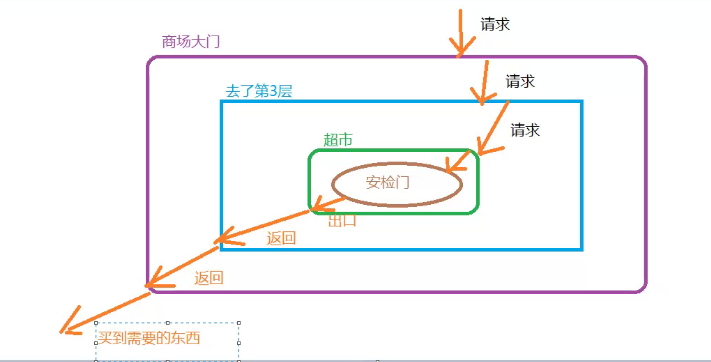 请求
商场大门
请求
去了第3层
请求
超市
安检门
出口
返回
返回
买到需要的东西